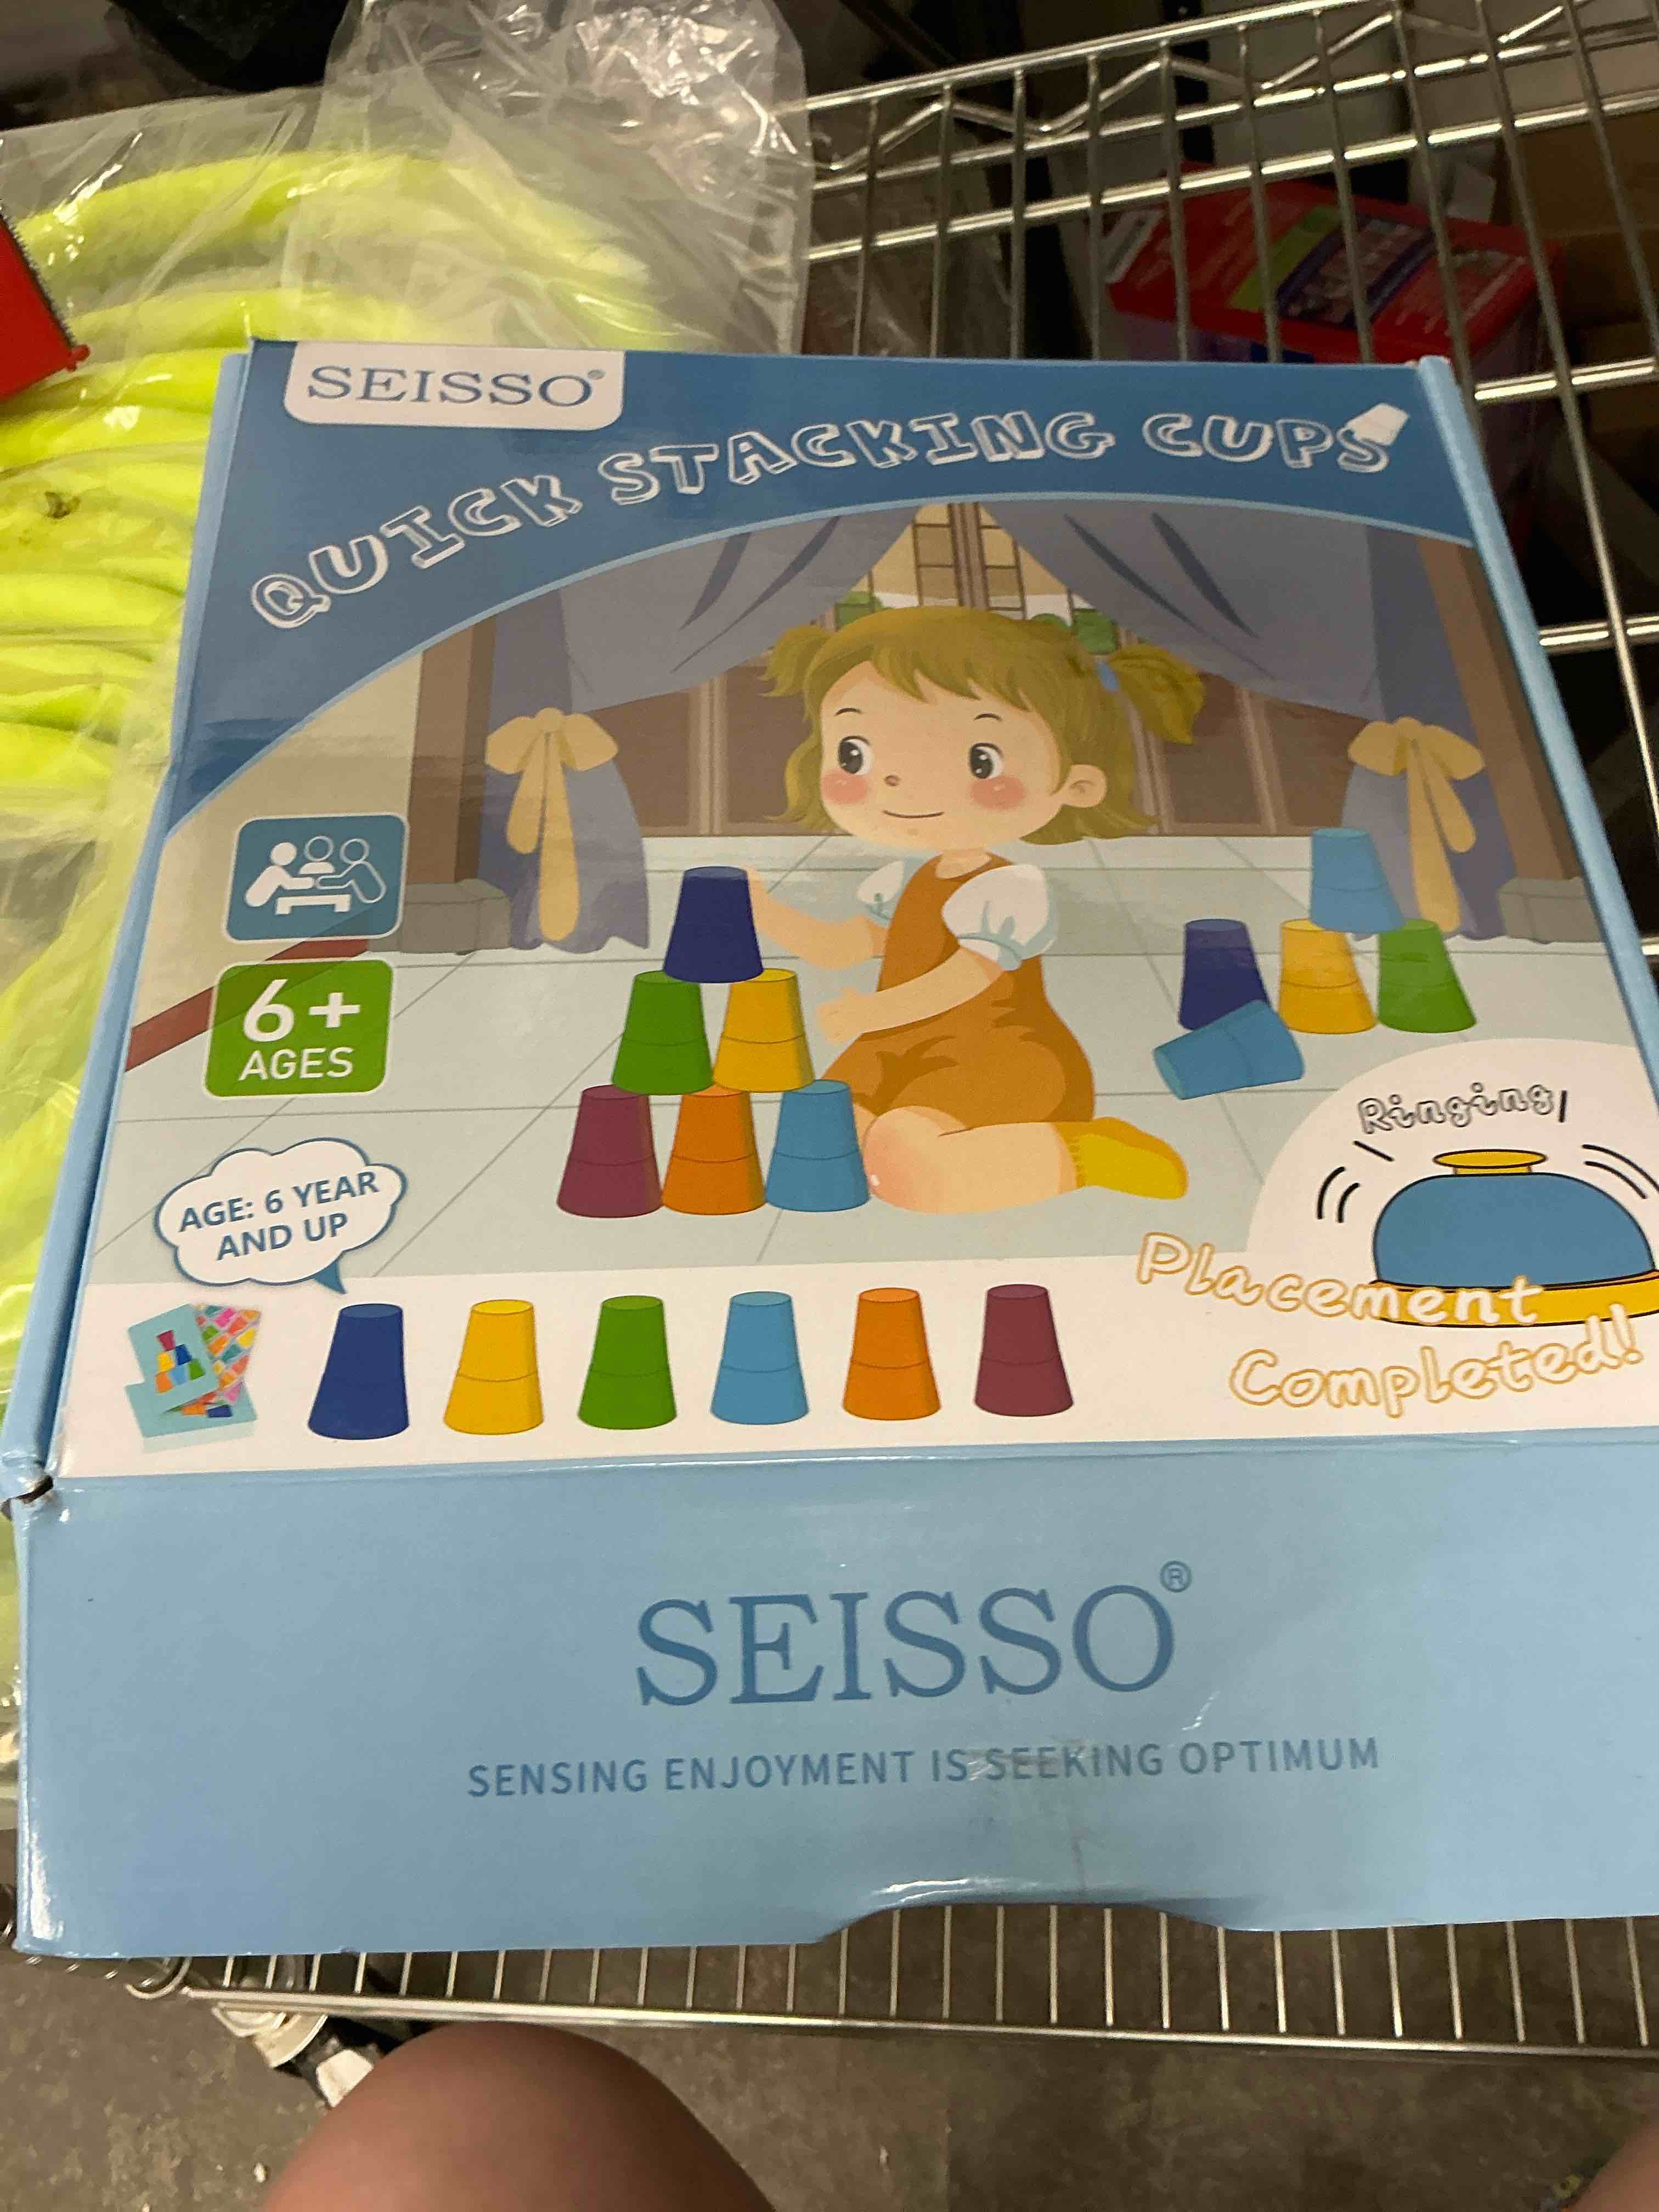 SEISSO®
QUICK STACKING CUPS
6+
AGES
AGE: 6 YEAR
AND UP
Ringing
Placement
Completed!
SEISSO®
SENSING ENJOYMENT IS SEEKING OPTIMUM